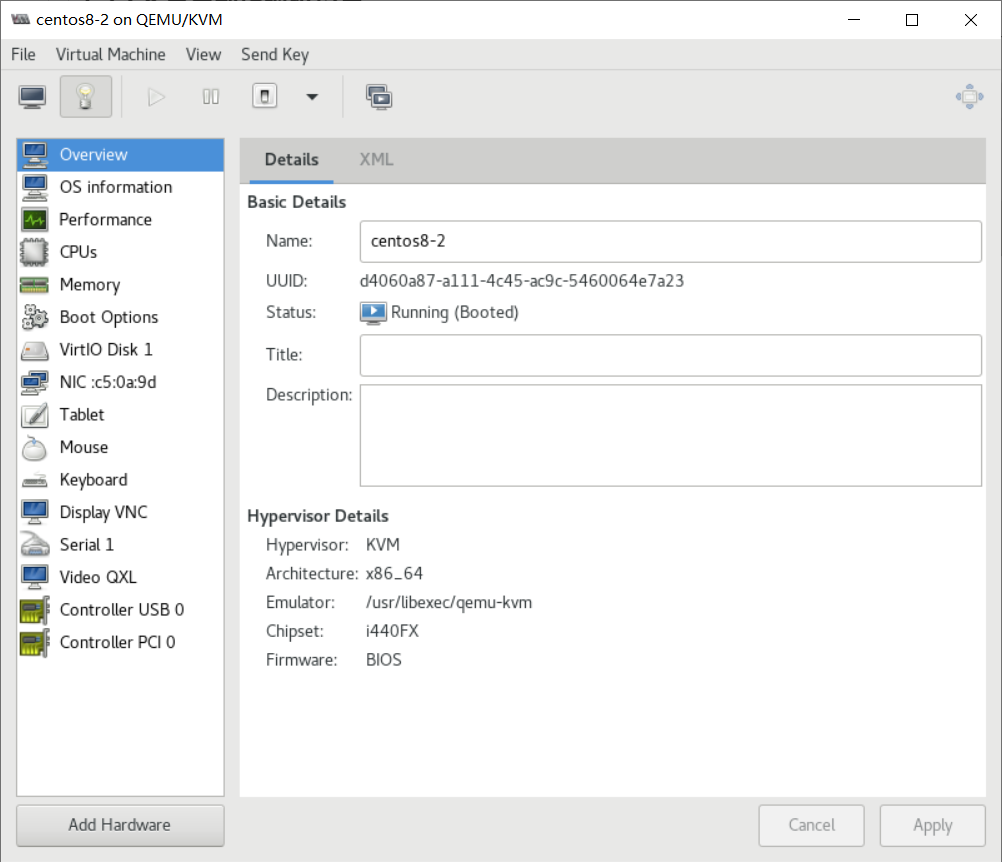 centos8-2 on QEMU/KVM
File Virtual Machine View Send Key
Overview
OS information
Performance
CPUs
Memory
Boot Options
VirtIO Disk 1
NIC :c5:0a:9d
Tablet
Mouse
Keyboard
Display VNC
Serial 1
Video QXL
Controller USB 0
Controller PCI 0
Add Hardware
Details XML
Basic Details
Name: centos8-2
UUID: d4060a87-a111-4c45-ac9c-5460064e7a23
Status: Running (Booted)
Title:
Description:
Hypervisor Details
Hypervisor: KVM
Architecture: x86_64
Emulator: /usr/libexec/qemu-kvm
Chipset: i440FX
Firmware: BIOS
Cancel Apply